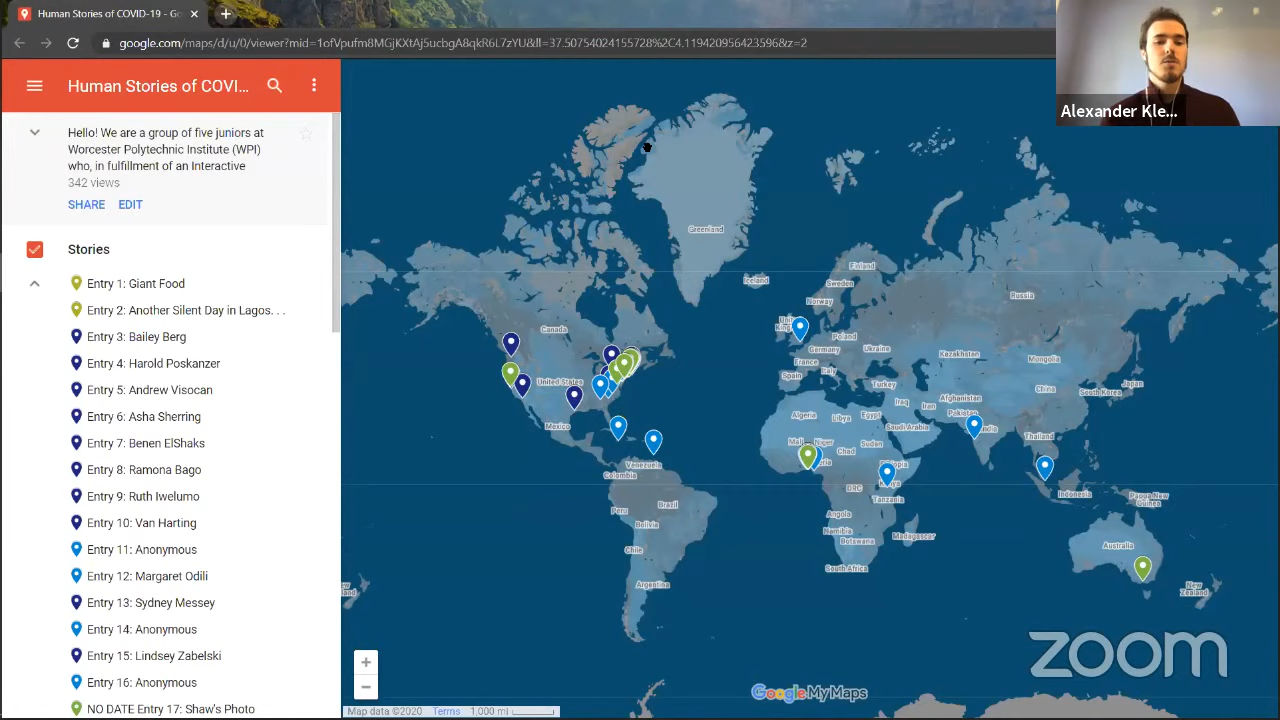 Human Stories of COVID-19 - Go
google.com/maps/d/u/0/viewer?mid=1ofVpufm8MGjKXtAj5ucbgA8qkR6L7zYU&ll=37.50754024155728%2C4.1194209564235968&z=2
Alexander Kle...
Human Stories of COVI...
Hello! We are a group of five juniors at
Worcester Polytechnic Institute (WPI)
who, in fulfillment of an Interactive
342 views
SHARE EDIT
Stories
Entry 1: Giant Food
Entry 2: Another Silent Day in Lagos. . .
Entry 3: Bailey Berg
Entry 4: Harold Poskanzer
Entry 5: Andrew Visocan
Entry 6: Asha Sherring
Entry 7: Benen ElShaks
Entry 8: Ramona Bago
Entry 9: Ruth Iwelumo
Entry 10: Van Harting
Entry 11: Anonymous
Entry 12: Margaret Odili
Entry 13: Sydney Messey
Entry 14: Anonymous
Entry 15: Lindsey Zabelski
Entry 16: Anonymous
NO DATE Entry 17: Shaw's Photo
Greenland
Iceland
Finland
Sweden
Norway
Russia
Canada
Poland
Germany
Ukraine
France
Kazakhstan
Mongolia
United States
Spain
Italy
Turkey
China
South Korea
Japan
Iraq
Iran
Afghanistan
Pakistan
Algeria
Libya
Egypt
Saudi Arabia
Mexico
Mali
Niger
Chad
Sudan
Thailand
Venezuela
Colombia
DRC
Tanzania
Indonesia
Papua New
Guinea
Peru
Brazil
Bolivia
Angola
Namibia
Botswana
Madagascar
Australia
Chile
South Africa
Argentina
New
Zealand
zoom
Google My Maps
Map data ©2020 Terms 1,000 mi